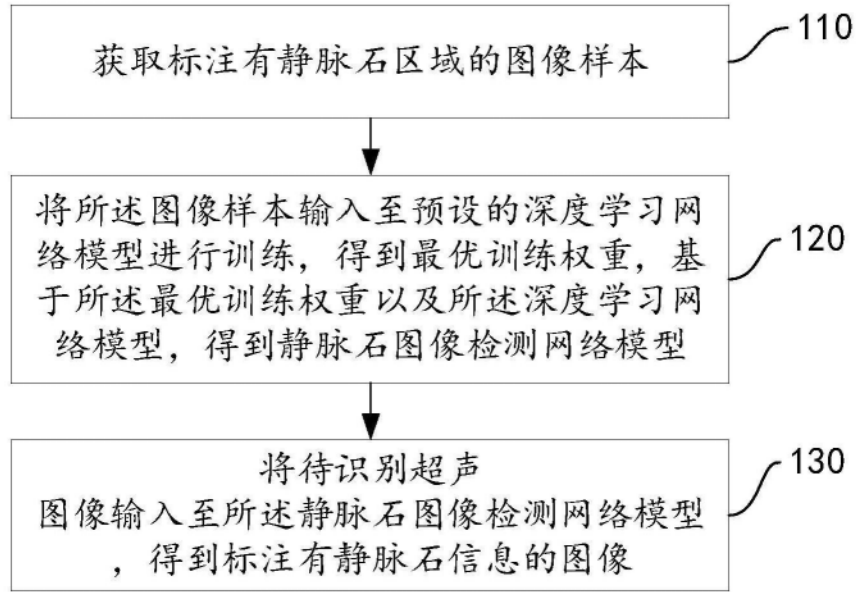 获取标注有静脉石区域的图像样本
110
将所述图像样本输入至预设的深度学习网
络模型进行训练，得到最优训练权重，基
于所述最优训练权重以及所述深度学习网
络模型，得到静脉石图像检测网络模型
120
将待识别超声
图像输入至所述静脉石图像检测网络模型
，得到标注有静脉石信息的图像
130